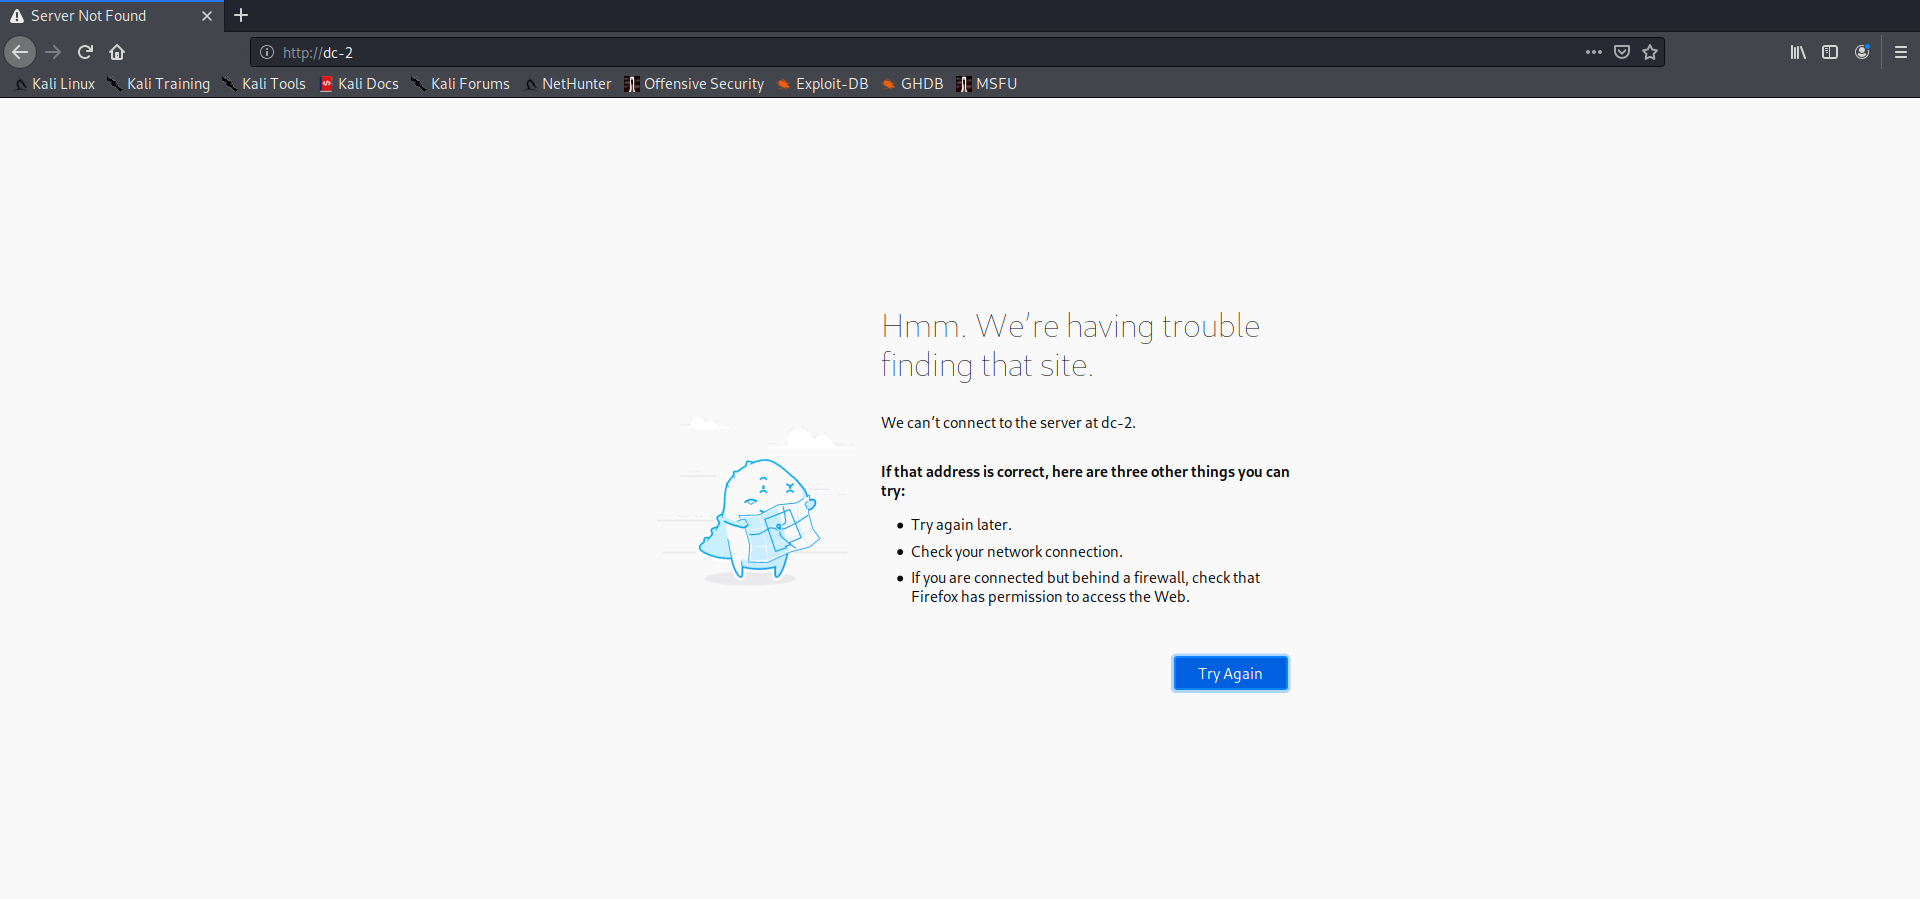 Server Not Found
http://dc-2
Kali Linux Kali Training Kali Tools Kali Docs Kali Forums NetHunter Offensive Security Exploit-DB GHDB MSFU
Hmm. We’re having trouble
finding that site.
We can’t connect to the server at dc-2.
If that address is correct, here are three other things you can
try:
Try again later.
Check your network connection.
If you are connected but behind a firewall, check that
Firefox has permission to access the Web.
Try Again